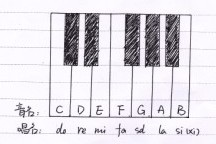 音名: C D E F G A B
唱名: do re mi fa sol la si(xi)